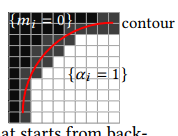 {mᵢ = 0} contour
{αᵢ = 1}
at starts from back-